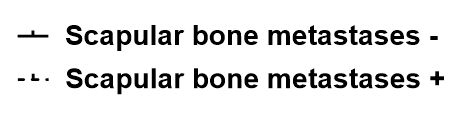 Scapular bone metastases -
Scapular bone metastases +